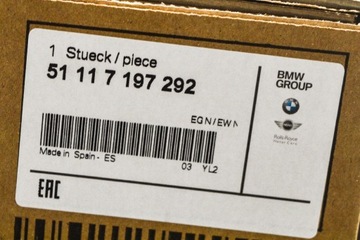 1 Stueck / piece
51 11 7 197 292
BMW
GROUP
EGN/EWN
Made in Spain - ES
03 YL2
EAC